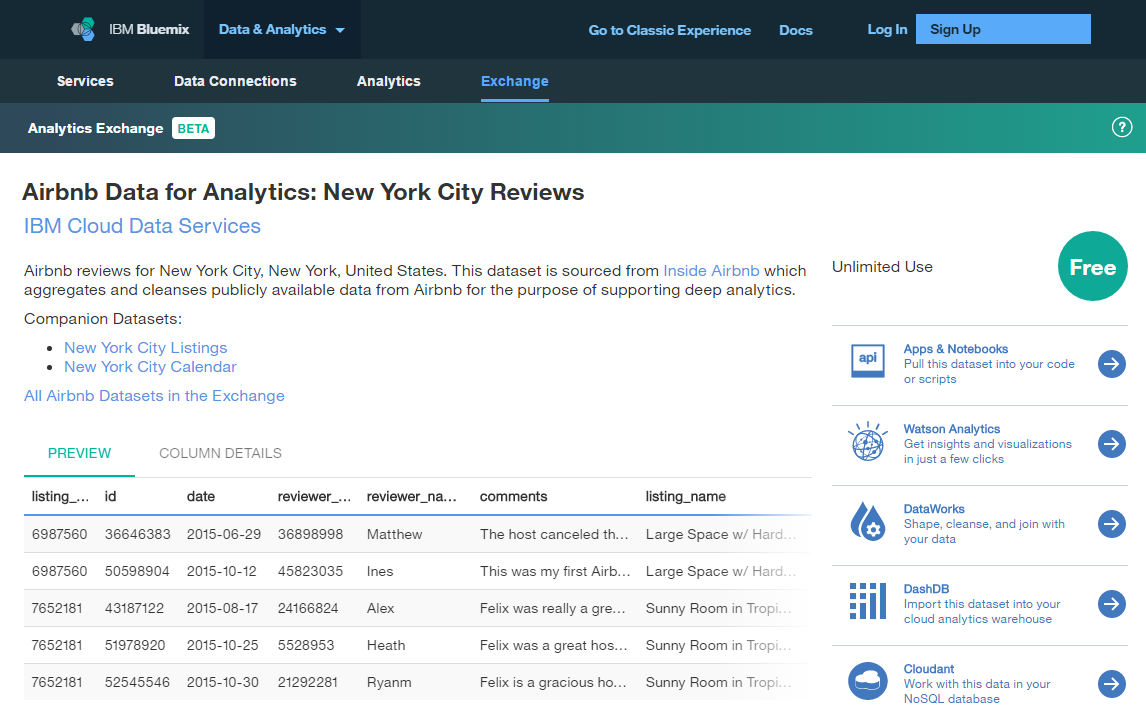 IBM Bluemix Data & Analytics Go to Classic Experience Docs Log In Sign Up
Services Data Connections Analytics Exchange
Analytics Exchange BETA ?
Airbnb Data for Analytics: New York City Reviews
IBM Cloud Data Services
Airbnb reviews for New York City, New York, United States. This dataset is sourced from Inside Airbnb which
aggregates and cleanses publicly available data from Airbnb for the purpose of supporting deep analytics.
Companion Datasets:
• New York City Listings
• New York City Calendar
All Airbnb Datasets in the Exchange
PREVIEW COLUMN DETAILS
listing_... id date reviewer_... reviewer_na... comments listing_name
6987560 36646383 2015-06-29 36898998 Matthew The host canceled th... Large Space w/ Hard...
6987560 50598904 2015-10-12 45823035 Ines This was my first Airb... Large Space w/ Hard...
7652181 43187122 2015-08-17 24166824 Alex Felix was really a gre... Sunny Room in Tropi...
7652181 51978920 2015-10-25 5528953 Heath Felix was a great hos... Sunny Room in Tropi...
7652181 52545546 2015-10-30 21292281 Ryanm Felix is a gracious ho... Sunny Room in Tropi...
Unlimited Use Free
api
Apps & Notebooks
Pull this dataset into your code
or scripts
Watson Analytics
Get insights and visualizations
in just a few clicks
DataWorks
Shape, cleanse, and join with
your data
DashDB
Import this dataset into your
cloud analytics warehouse
Cloudant
Work with this data in your
NoSQL database